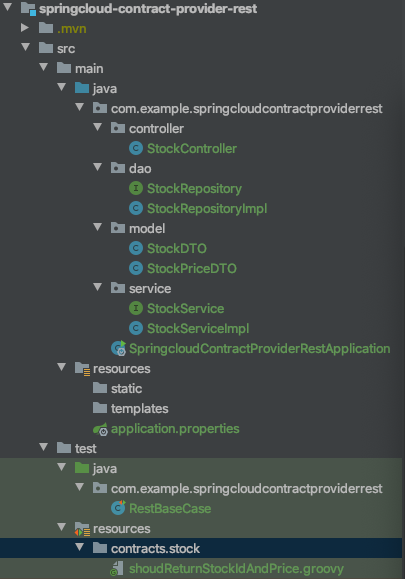 springcloud-contract-provider-rest
.mvn
src
main
java
com.example.springcloudcontractproviderrest
controller
StockController
dao
StockRepository
StockRepositoryImpl
model
StockDTO
StockPriceDTO
service
StockService
StockServiceImpl
SpringcloudContractProviderRestApplication
resources
static
templates
application.properties
test
java
com.example.springcloudcontractproviderrest
RestBaseCase
resources
contracts.stock
shoudReturnStockIdAndPrice.groovy